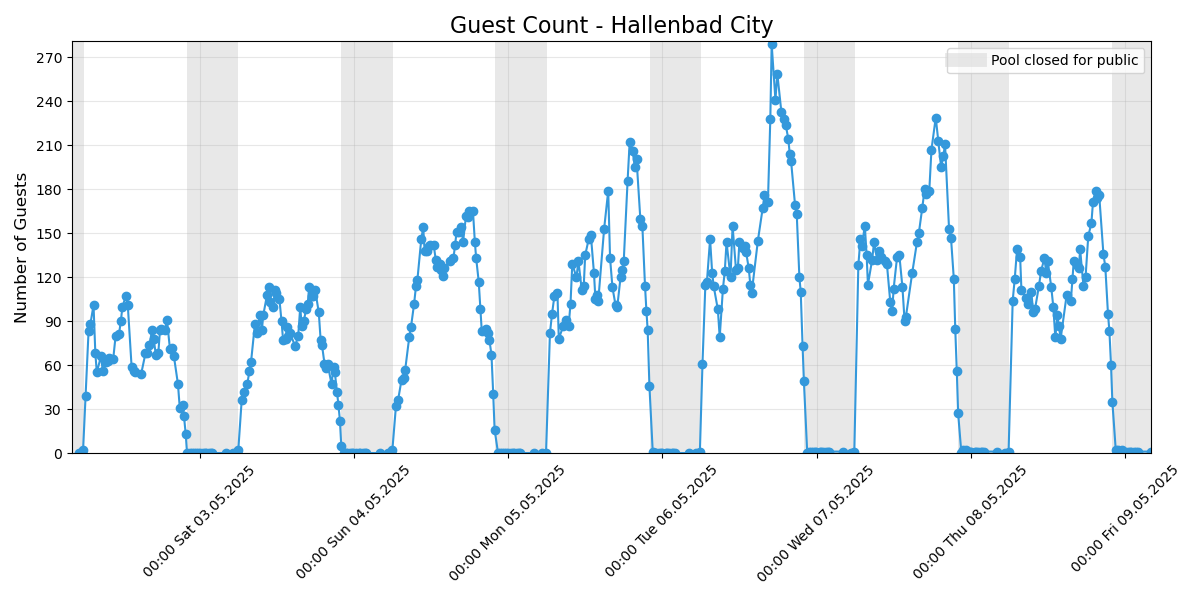 Guest Count - Hallenbad City
Pool closed for public
Number of Guests
270
240
210
180
150
120
90
60
30
0
00:00 Sat 03.05.2025
00:00 Sun 04.05.2025
00:00 Mon 05.05.2025
00:00 Tue 06.05.2025
00:00 Wed 07.05.2025
00:00 Thu 08.05.2025
00:00 Fri 09.05.2025